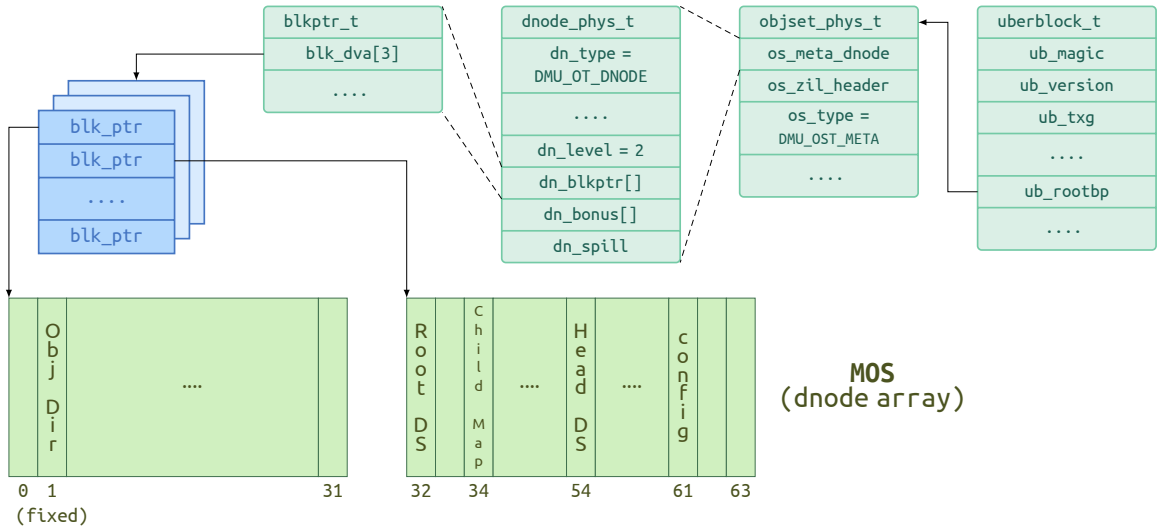 blkptr_t
blk_dva[3]
....
dnode_phys_t
dn_type =
DMU_OT_DNODE
....
dn_level = 2
dn_blkptr[]
dn_bonus[]
dn_spill
objset_phys_t
os_meta_dnode
os_zil_header
os_type =
DMU_OST_META
....
uberblock_t
ub_magic
ub_version
ub_txg
....
ub_rootbp
....
blk_ptr
blk_ptr
....
blk_ptr
Obj Dir
....
Root DS
Child Map
....
Head DS
....
config
MOS
(dnode array)
0 1 31
(fixed)
32 34 54 61 63